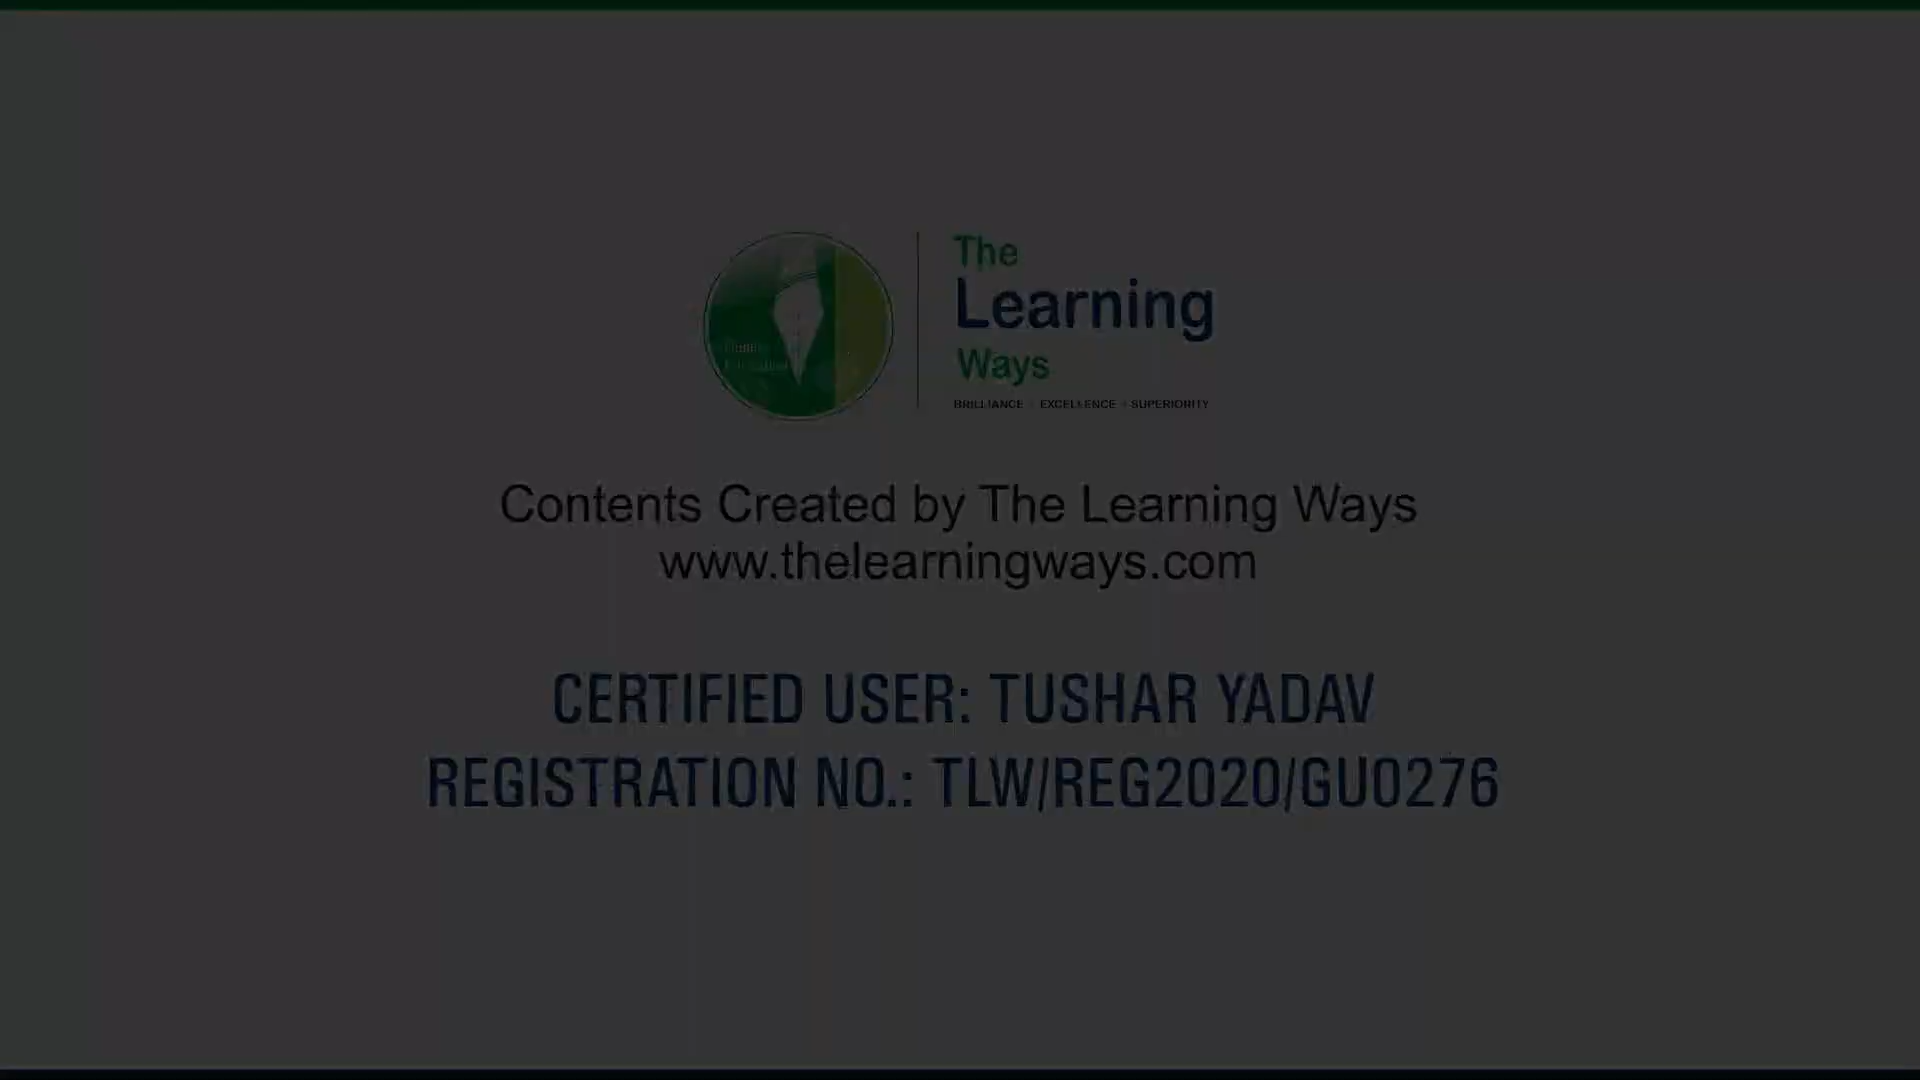 The
Learning
Ways
BRILLIANCE • EXCELLENCE • SUPERIORITY
Contents Created by The Learning Ways
www.thelearningways.com
CERTIFIED USER: TUSHAR YADAV
REGISTRATION NO.: TLW/REG2020/GU0276